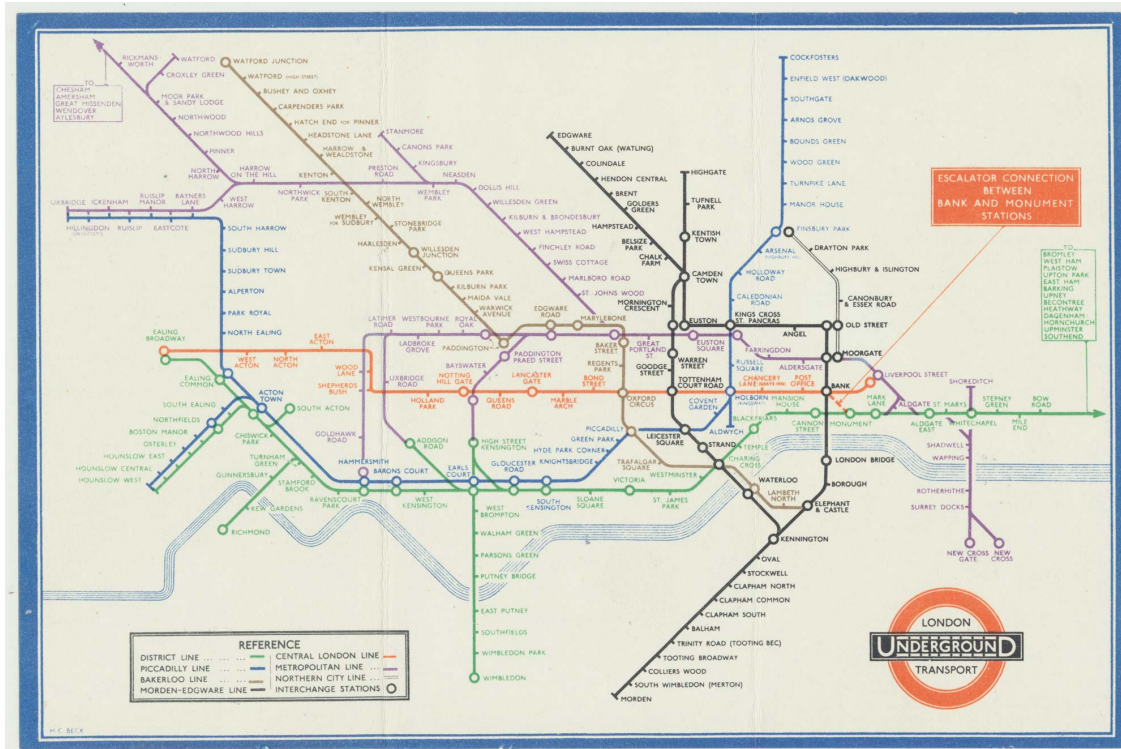 RICKMANS-
WORTH
WATFORD
CROXLEY GREEN
TO
CHESHAM
AMERSHAM
GREAT MISSENDEN
WENDOVER
AYLESBURY
MOOR PARK
& SANDY LODGE
NORTHWOOD
NORTHWOOD HILLS
PINNER
NORTH
HARROW
HARROW
ON THE HILL
WEST
HARROW
NORTHWICK
PARK
PRESTON
ROAD
WEMBLEY
PARK
NEASDEN
STANMORE
CANONS PARK
KINGSBURY
DOLLIS HILL
WILLESDEN GREEN
KILBURN & BRONDESBURY
WEST HAMPSTEAD
FINCHLEY ROAD
SWISS COTTAGE
MARLBORO ROAD
ST. JOHNS WOOD
WATFORD JUNCTION
WATFORD (HIGH STREET)
BUSHEY AND OXHEY
CARPENDERS PARK
HATCH END FOR PINNER
HEADSTONE LANE
HARROW &
WEALDSTONE
KENTON
SOUTH
KENTON
NORTH
WEMBLEY
WEMBLEY
FOR SUDBURY
STONEBRIDGE
PARK
HARLESDEN
WILLESDEN
JUNCTION
KENSAL GREEN
QUEENS PARK
KILBURN PARK
MAIDA VALE
WARWICK
AVENUE
PADDINGTON
EDGWARE
ROAD
MARYLEBONE
BAKER
STREET
REGENTS
PARK
OXFORD
CIRCUS
PICCADILLY
TRAFALGAR
SQUARE
CHARING
CROSS
WATERLOO
LAMBETH
NORTH
ELEPHANT
& CASTLE
UXBRIDGE
ICKENHAM
RUISLIP
MANOR
RAYNERS
LANE
HILLINGDON
RUISLIP
EASTCOTE
SOUTH HARROW
SUDBURY HILL
SUDBURY TOWN
ALPERTON
PARK ROYAL
NORTH EALING
EALING
BROADWAY
EALING
COMMON
WEST
ACTON
NORTH
ACTON
EAST
ACTON
WOOD
LANE
SHEPHERDS
BUSH
ACTON
TOWN
SOUTH EALING
NORTHFIELDS
BOSTON MANOR
OSTERLEY
HOUNSLOW EAST
HOUNSLOW CENTRAL
HOUNSLOW WEST
SOUTH ACTON
CHISWICK
PARK
TURNHAM
GREEN
GUNNERSBURY
KEW GARDENS
RICHMOND
STAMFORD
BROOK
RAVENSCOURT
PARK
GOLDHAWK
ROAD
HAMMERSMITH
LATIMER
ROAD
LADBROKE
GROVE
WESTBOURNE
PARK
ROYAL
OAK
UXBRIDGE
ROAD
ADDISON
ROAD
HOLLAND
PARK
NOTTING
HILL GATE
QUEENS
ROAD
LANCASTER
GATE
MARBLE
ARCH
BOND
STREET
BAYSWATER
PADDINGTON
PRAED STREET
HIGH STREET
KENSINGTON
BARONS COURT
WEST
KENSINGTON
EARLS
COURT
GLOUCESTER
ROAD
SOUTH
KENSINGTON
KNIGHTSBRIDGE
HYDE PARK CORNER
GREEN PARK
SLOANE
SQUARE
VICTORIA
ST. JAMES
PARK
WESTMINSTER
WEST
BROMPTON
WALHAM GREEN
PARSONS GREEN
PUTNEY BRIDGE
EAST PUTNEY
SOUTHFIELDS
WIMBLEDON PARK
WIMBLEDON
EDGWARE
BURNT OAK (WATLING)
COLINDALE
HENDON CENTRAL
BRENT
GOLDERS
GREEN
HAMPSTEAD
BELSIZE
PARK
CHALK
FARM
HIGHGATE
TUFNELL
PARK
KENTISH
TOWN
CAMDEN
TOWN
MORNINGTON
CRESCENT
EUSTON
GREAT
PORTLAND
ST.
EUSTON
SQUARE
WARREN
STREET
GOODGE
STREET
TOTTENHAM
COURT ROAD
LEICESTER
SQUARE
STRAND
COVENT
GARDEN
HOLBORN
(KINGSWAY)
ALDWYCH
RUSSELL
SQUARE
KINGS CROSS
ST. PANCRAS
CALEDONIAN
ROAD
HOLLOWAY
ROAD
ARSENAL
(HIGHBURY HILL)
FINSBURY PARK
MANOR HOUSE
TURNPIKE LANE
WOOD GREEN
BOUNDS GREEN
ARNOS GROVE
SOUTHGATE
ENFIELD WEST (OAKWOOD)
COCKFOSTERS
DRAYTON PARK
HIGHBURY & ISLINGTON
CANONBURY
& ESSEX ROAD
OLD STREET
ANGEL
MOORGATE
FARRINGDON
ALDERSGATE
LIVERPOOL STREET
CHANCERY
LANE (GRAYS INN)
POST
OFFICE
BANK
BLACKFRIARS
TEMPLE
MANSION
HOUSE
CANNON
STREET
MONUMENT
MARK
LANE
ALDGATE
ALDGATE
EAST
ST. MARYS
SHOREDITCH
WHITECHAPEL
STEPNEY
GREEN
MILE
END
BOW
ROAD
SHADWELL
WAPPING
ROTHERHITHE
SURREY DOCKS
NEW CROSS
GATE
NEW
CROSS
LONDON BRIDGE
BOROUGH
KENNINGTON
OVAL
STOCKWELL
CLAPHAM NORTH
CLAPHAM COMMON
CLAPHAM SOUTH
BALHAM
TRINITY ROAD (TOOTING BEC)
TOOTING BROADWAY
COLLIERS WOOD
SOUTH WIMBLEDON (MERTON)
MORDEN
ESCALATOR CONNECTION
BETWEEN
BANK AND MONUMENT
STATIONS
TO
BROMLEY
WEST HAM
PLAISTOW
UPTON PARK
EAST HAM
BARKING
UPNEY
BECONTREE
HEATHWAY
DAGENHAM
HORNCHURCH
UPMINSTER
SOUTHEND
REFERENCE
DISTRICT LINE
PICCADILLY LINE
BAKERLOO LINE
MORDEN-EDGWARE LINE
CENTRAL LONDON LINE
METROPOLITAN LINE
NORTHERN CITY LINE
INTERCHANGE STATIONS
LONDON
UNDERGROUND
TRANSPORT
H.C. BECK